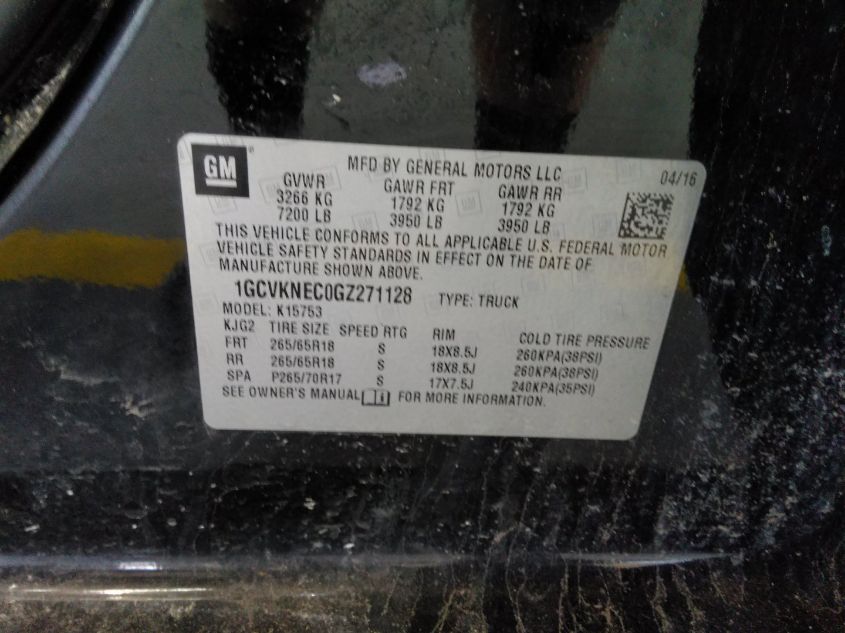 GM
MFD BY GENERAL MOTORS LLC 04/16
GVWR GAWR FRT GAWR RR
3266 KG 1792 KG 1792 KG
7200 LB 3950 LB 3950 LB
THIS VEHICLE CONFORMS TO ALL APPLICABLE U.S. FEDERAL MOTOR
VEHICLE SAFETY STANDARDS IN EFFECT ON THE DATE OF
MANUFACTURE SHOWN ABOVE.
1GCVKNEC0GZ271128 TYPE: TRUCK
MODEL: K15753
KJG2 TIRE SIZE SPEED RTG RIM COLD TIRE PRESSURE
FRT 265/65R18 S 18X8.5J 260KPA(38PSI)
RR 265/65R18 S 18X8.5J 260KPA(38PSI)
SPA P265/70R17 S 17X7.5J 240KPA(35PSI)
SEE OWNER'S MANUAL FOR MORE INFORMATION.